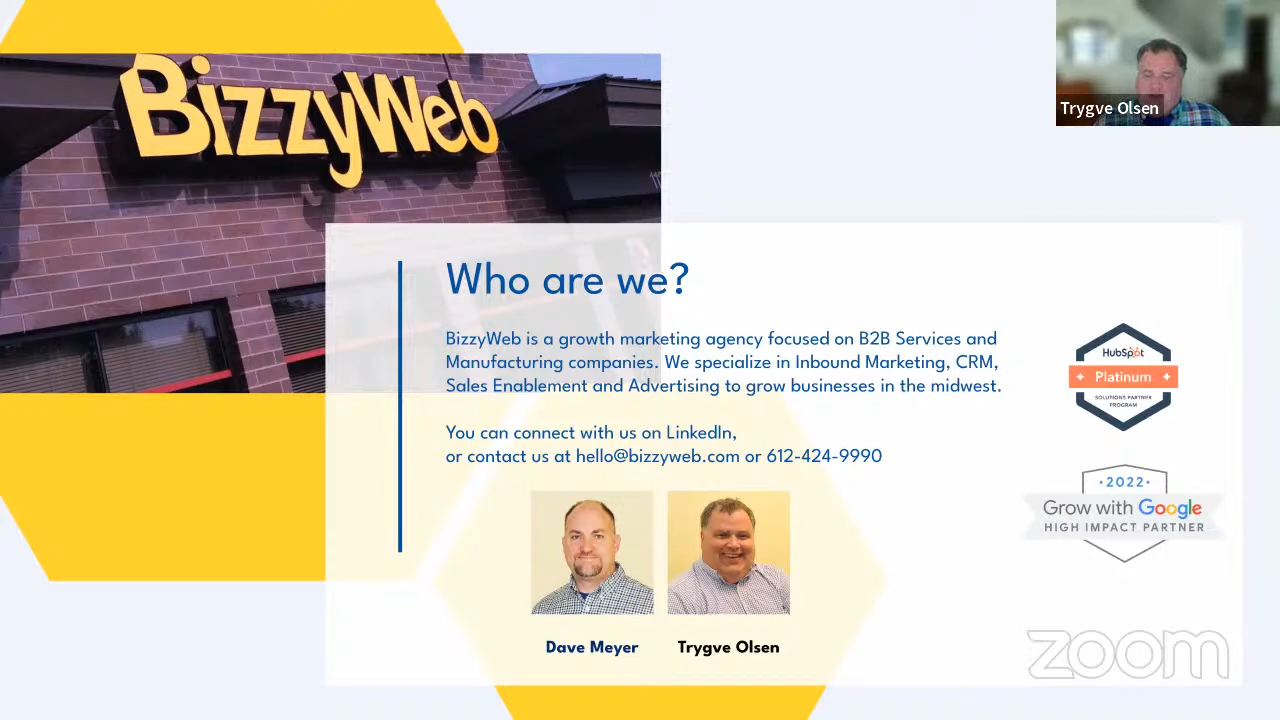 BizzyWeb
Trygve Olsen
Who are we?
BizzyWeb is a growth marketing agency focused on B2B Services and
Manufacturing companies. We specialize in Inbound Marketing, CRM,
Sales Enablement and Advertising to grow businesses in the midwest.
You can connect with us on LinkedIn,
or contact us at hello@bizzyweb.com or 612-424-9990
HubSpot
Platinum
SOLUTIONS PARTNER
PROGRAM
·2022·
Grow with Google
HIGH IMPACT PARTNER
Dave Meyer
Trygve Olsen
zoom